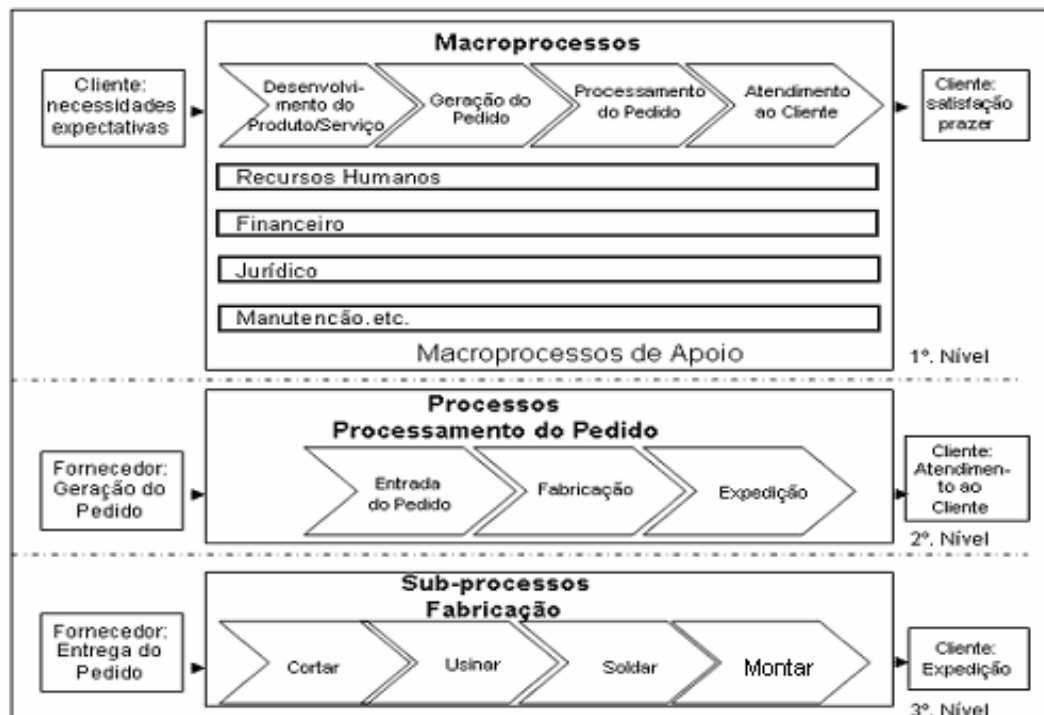 Macroprocessos
Cliente:
necessidades
expectativas
Desenvolvi-
mento do
Produto/Serviço
Geração do
Pedido
Processamento
do Pedido
Atendimento
ao Cliente
Cliente:
satisfação
prazer
Recursos Humanos
Financeiro
Jurídico
Manutencão.etc.
Macroprocessos de Apoio
1º. Nível
Processos
Processamento do Pedido
Fornecedor:
Geração do
Pedido
Entrada
do Pedido
Fabricação
Expedição
Cliente:
Atendimen-
to ao
Cliente
2º. Nível
Sub-processos
Fabricação
Fornecedor:
Entrega do
Pedido
Cortar
Usinar
Soldar
Montar
Cliente:
Expedição
3º. Nível